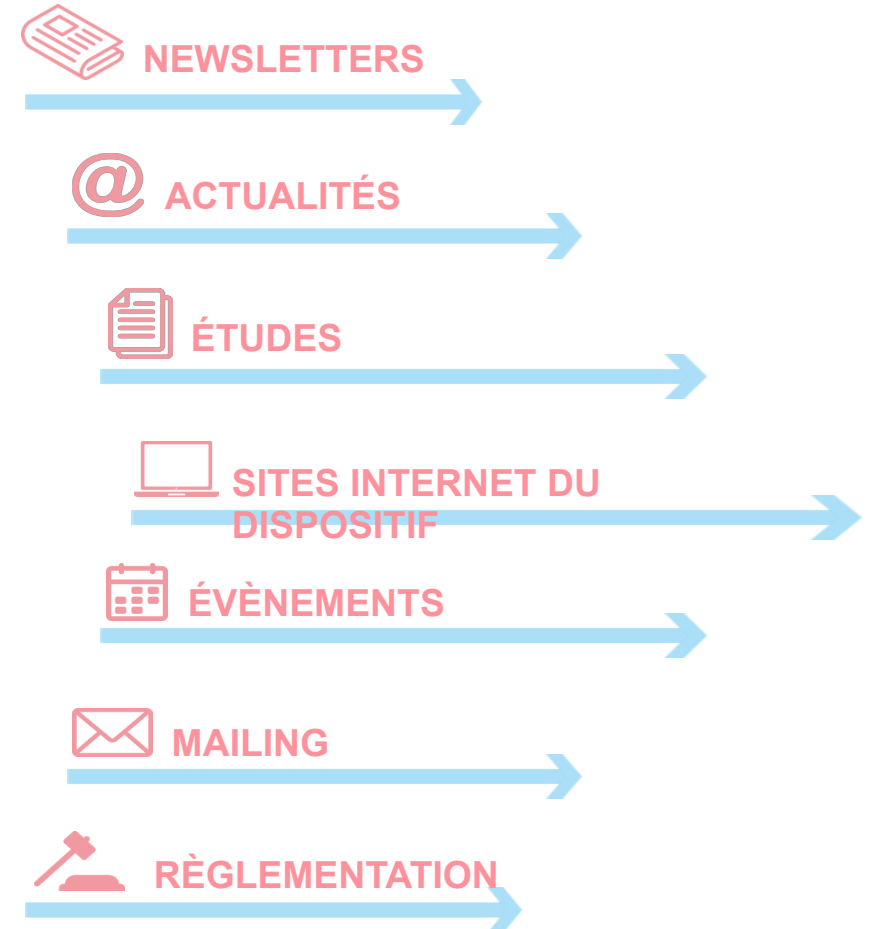 NEWSLETTERS
ACTUALITÉS
ÉTUDES
SITES INTERNET DU
DISPOSITIF
ÉVÈNEMENTS
MAILING
RÈGLEMENTATION